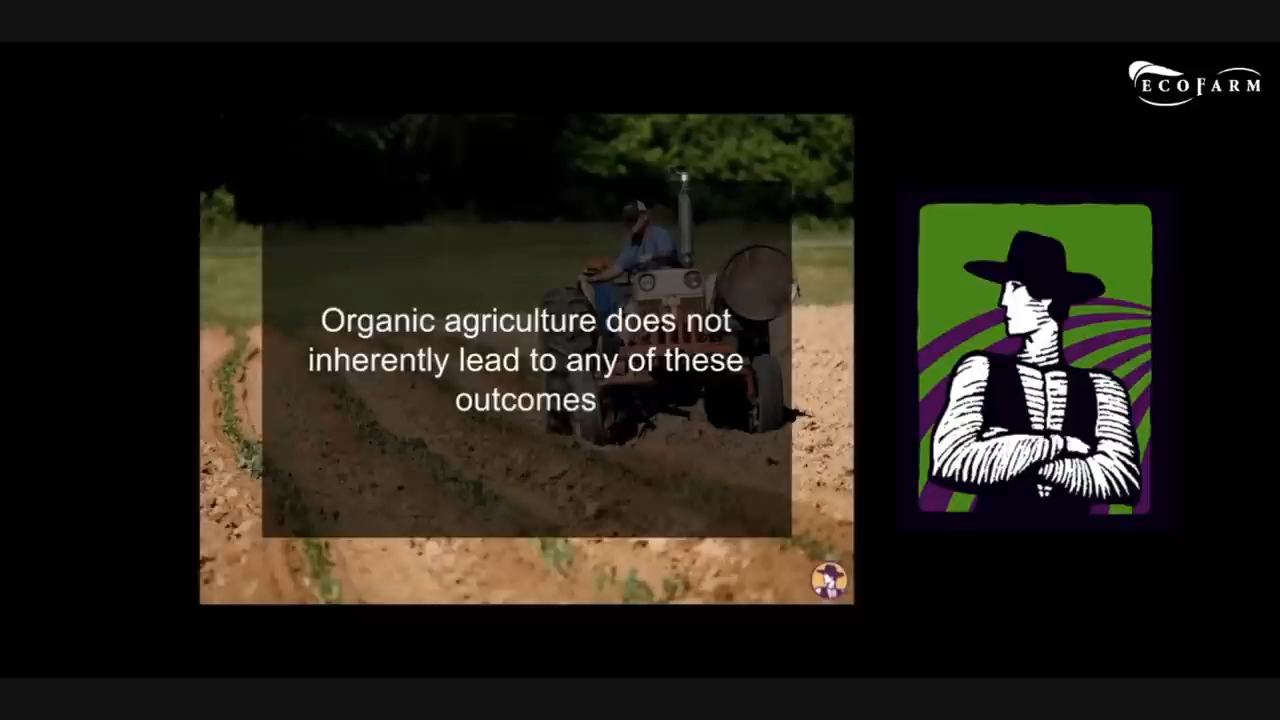 ECOFARM
Organic agriculture does not
inherently lead to any of these
outcomes